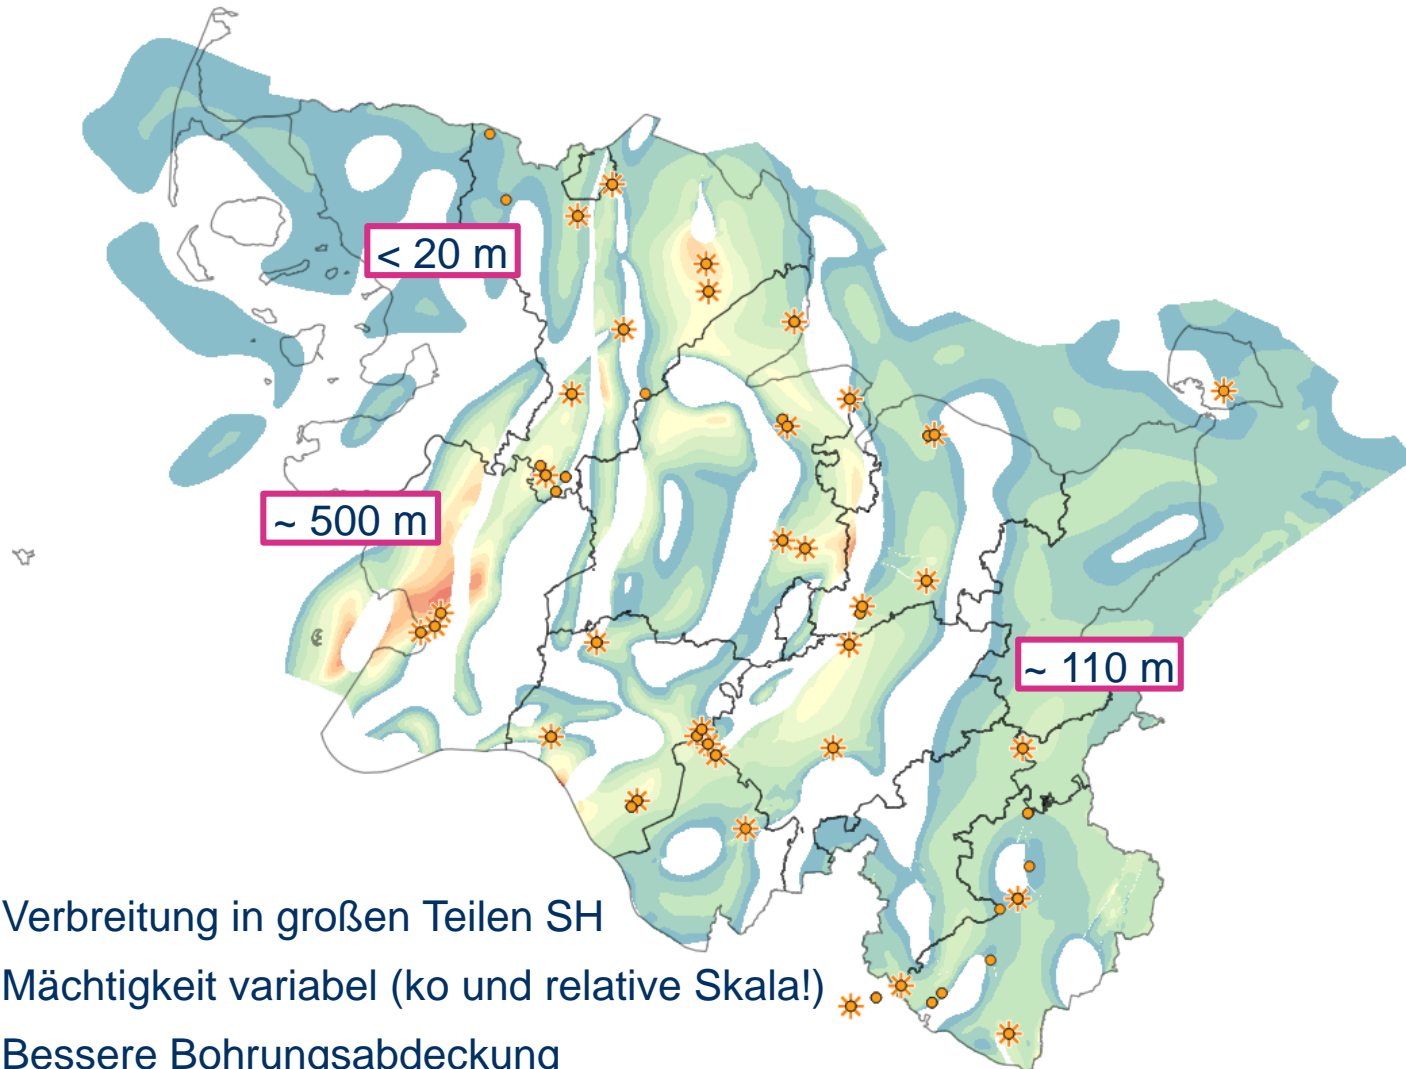 < 20 m
~ 500 m
~ 110 m
Verbreitung in großen Teilen SH
Mächtigkeit variabel (ko und relative Skala!)
Bessere Bohrungsabdeckung